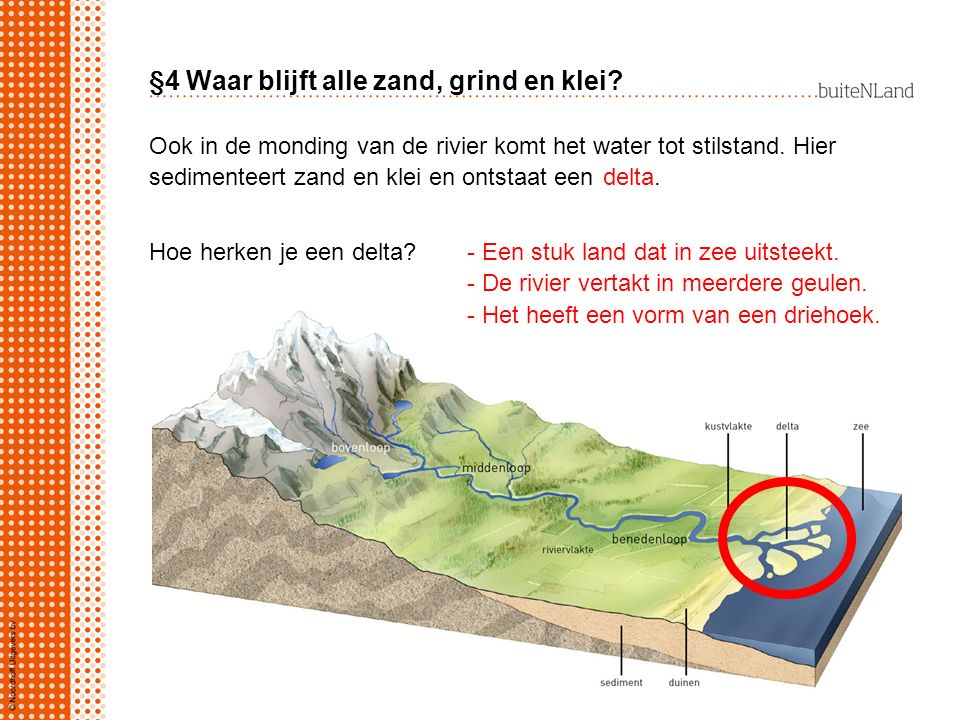 §4 Waar blijft alle zand, grind en klei?
buiteNLand
Ook in de monding van de rivier komt het water tot stilstand. Hier
sedimenteert zand en klei en ontstaat een delta.
Hoe herken je een delta?
- Een stuk land dat in zee uitsteekt.
- De rivier vertakt in meerdere geulen.
- Het heeft een vorm van een driehoek.
kustvlakte
delta
zee
bovenloop
middenloop
benedenloop
riviervlakte
sediment
duinen
© Noordhoff Uitgevers bv